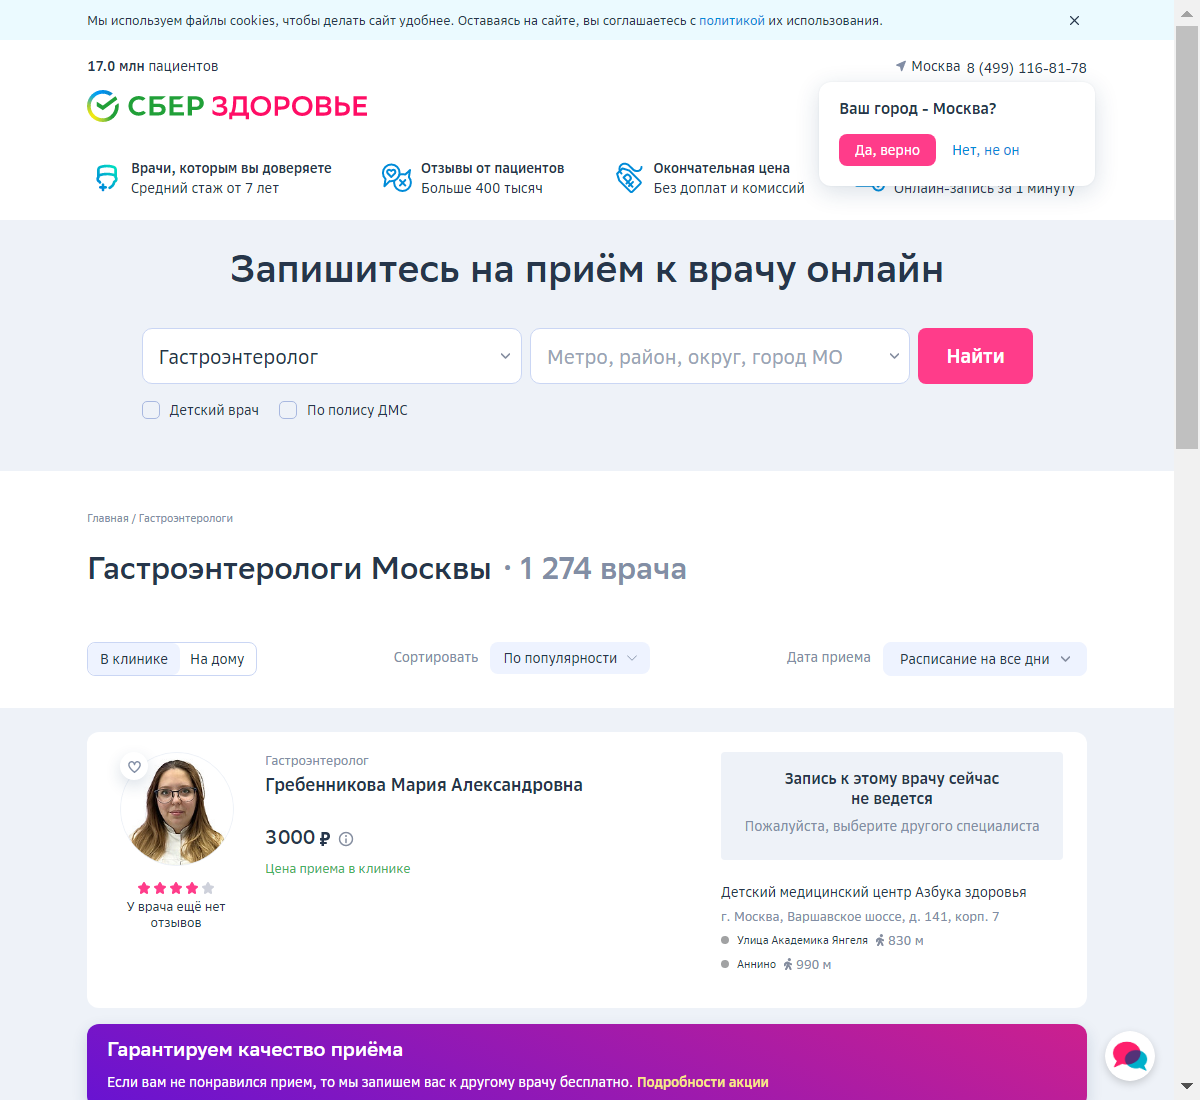 Мы используем файлы cookies, чтобы делать сайт удобнее. Оставаясь на сайте, вы соглашаетесь с политикой их использования.
17.0 млн пациентов
Москва 8 (499) 116-81-78
СБЕР ЗДОРОВЬЕ
Ваш город - Москва?
Да, верно Нет, не он
Врачи, которым вы доверяете
Средний стаж от 7 лет
Отзывы от пациентов
Больше 400 тысяч
Окончательная цена
Без доплат и комиссий
Онлайн-запись за 1 минуту
Запишитесь на приём к врачу онлайн
Гастроэнтеролог
Метро, район, округ, город МО
Найти
Детский врач
По полису ДМС
Главная / Гастроэнтерологи
Гастроэнтерологи Москвы · 1 274 врача
В клинике На дому
Сортировать По популярности
Дата приема Расписание на все дни
Гастроэнтеролог
Гребенникова Мария Александровна
3000 ₽
Цена приема в клинике
У врача ещё нет
отзывов
Запись к этому врачу сейчас
не ведется
Пожалуйста, выберите другого специалиста
Детский медицинский центр Азбука здоровья
г. Москва, Варшавское шоссе, д. 141, корп. 7
Улица Академика Янгеля 830 м
Аннино 990 м
Гарантируем качество приёма
Если вам не понравился прием, то мы запишем вас к другому врачу бесплатно. Подробности акции